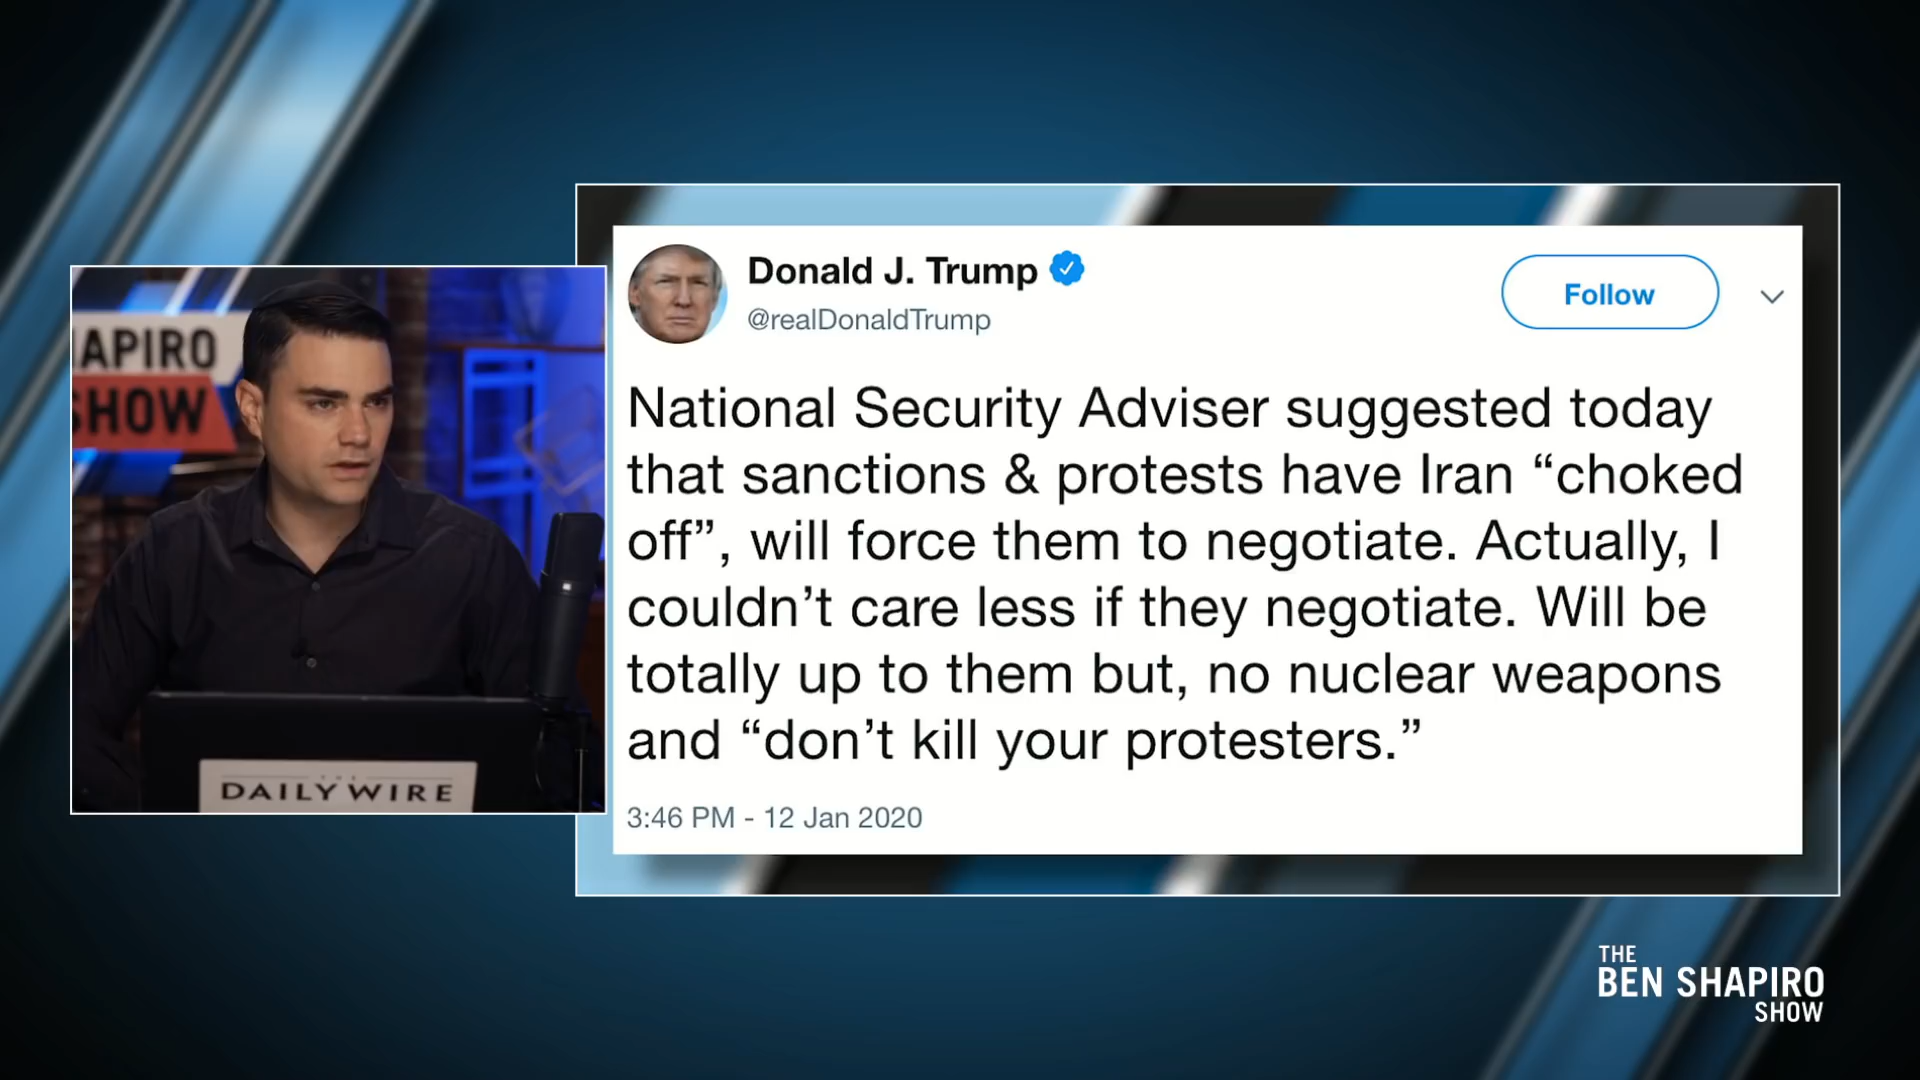 APIRO
SHOW
THE
DAILY WIRE
Donald J. Trump
@realDonaldTrump
Follow
National Security Adviser suggested today
that sanctions & protests have Iran “choked
off”, will force them to negotiate. Actually, I
couldn’t care less if they negotiate. Will be
totally up to them but, no nuclear weapons
and “don’t kill your protesters.”
3:46 PM - 12 Jan 2020
THE
BEN SHAPIRO
SHOW